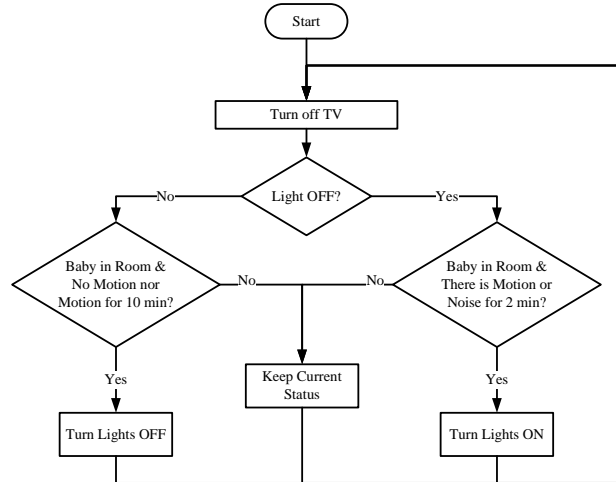 Start
Turn off TV
Light OFF?
No
Yes
Baby in Room &
No Motion nor
Motion for 10 min?
No
No
Baby in Room &
There is Motion or
Noise for 2 min?
Yes
Keep Current
Status
Yes
Turn Lights OFF
Turn Lights ON